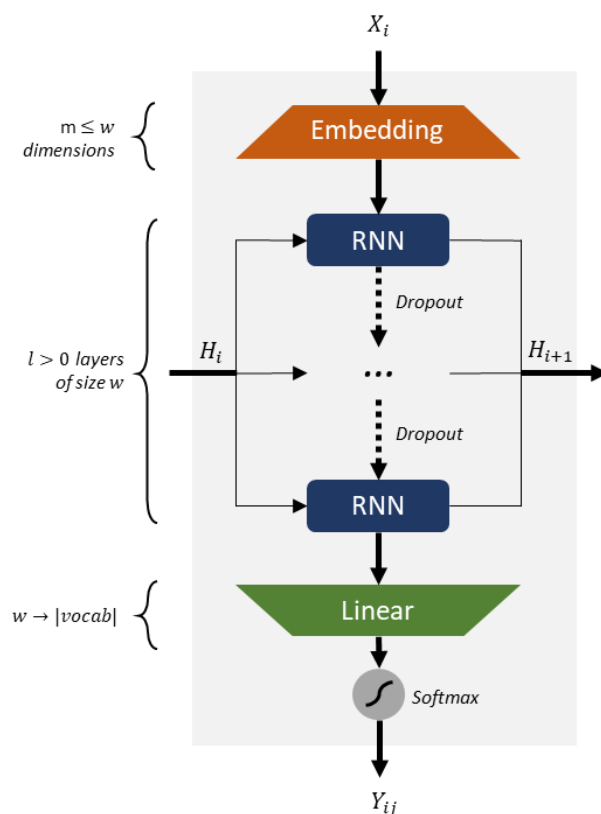 X_i
m ≤ w
dimensions
Embedding
RNN
Dropout
l > 0 layers
of size w
H_i
...
H_{i+1}
Dropout
RNN
w → |vocab|
Linear
Softmax
Y_{ij}